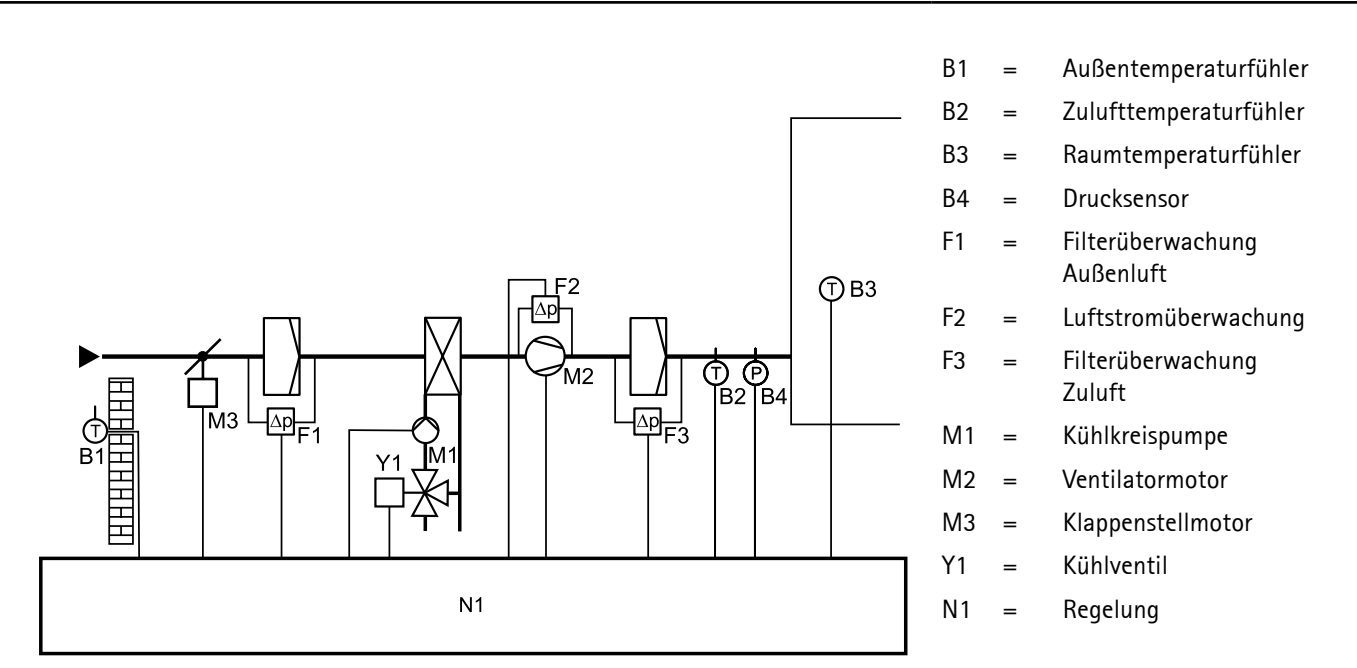 B1 = Außentemperaturfühler
B2 = Zulufttemperaturfühler
B3 = Raumtemperaturfühler
B4 = Drucksensor
F1 = Filterüberwachung
Außenluft
F2 = Luftstromüberwachung
F3 = Filterüberwachung
Zuluft
M1 = Kühlkreispumpe
M2 = Ventilatormotor
M3 = Klappenstellmotor
Y1 = Kühlventil
N1 = Regelung
F2
Δp
T B3
M2
T
P
B2 B4
M3
Δp
F1
Δp
F3
T
B1
M1
Y1
N1